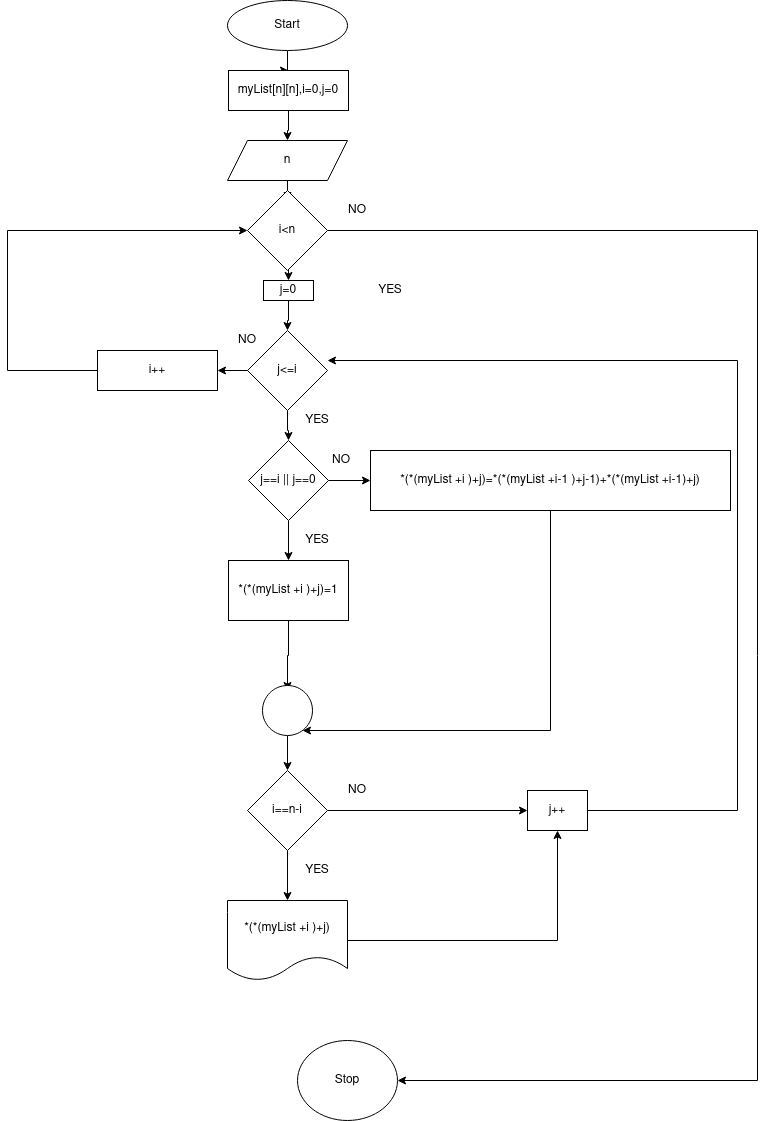 Start
myList[n][n],i=0,j=0
n
NO
i<n
j=0
YES
NO
i++
j<=i
YES
NO
j==i || j==0
*(*(myList +i )+j)=*(*(myList +i-1 )+j-1)+*(*(myList +i-1)+j)
YES
*(*(myList +i )+j)=1
NO
i==n-i
j++
YES
*(*(myList +i )+j)
Stop